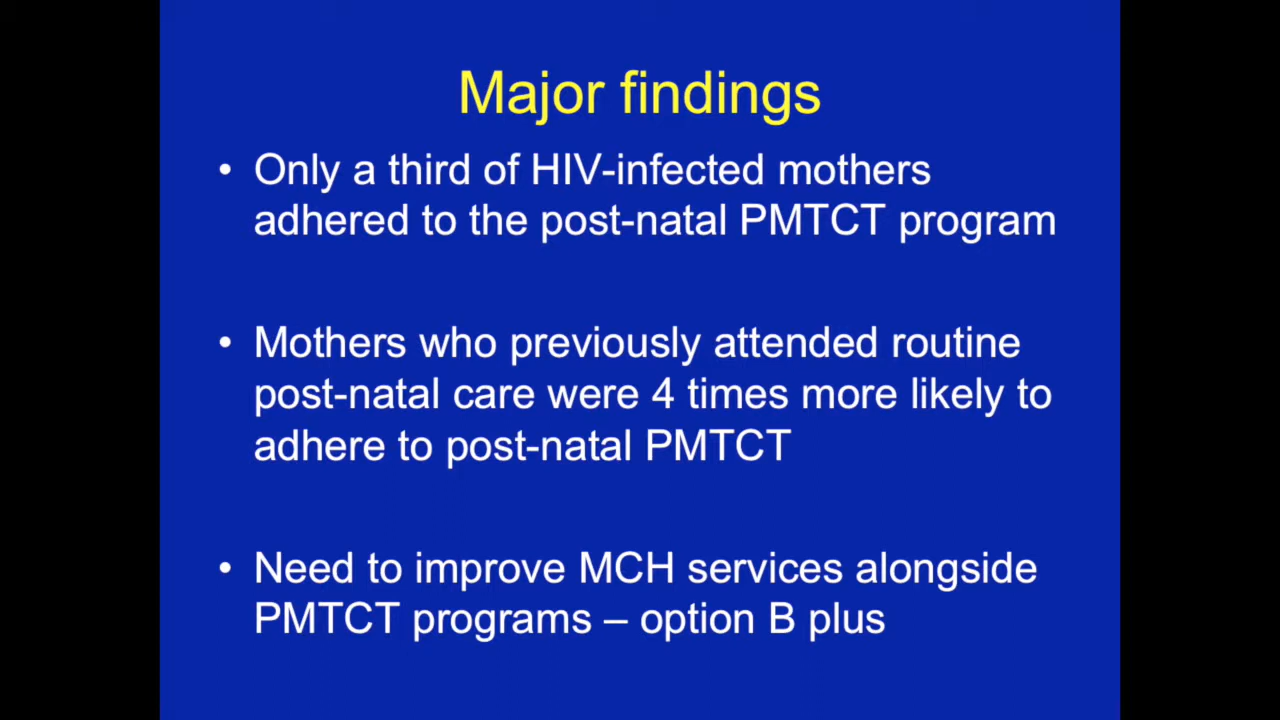 Major findings
• Only a third of HIV-infected mothers
adhered to the post-natal PMTCT program
• Mothers who previously attended routine
post-natal care were 4 times more likely to
adhere to post-natal PMTCT
• Need to improve MCH services alongside
PMTCT programs – option B plus